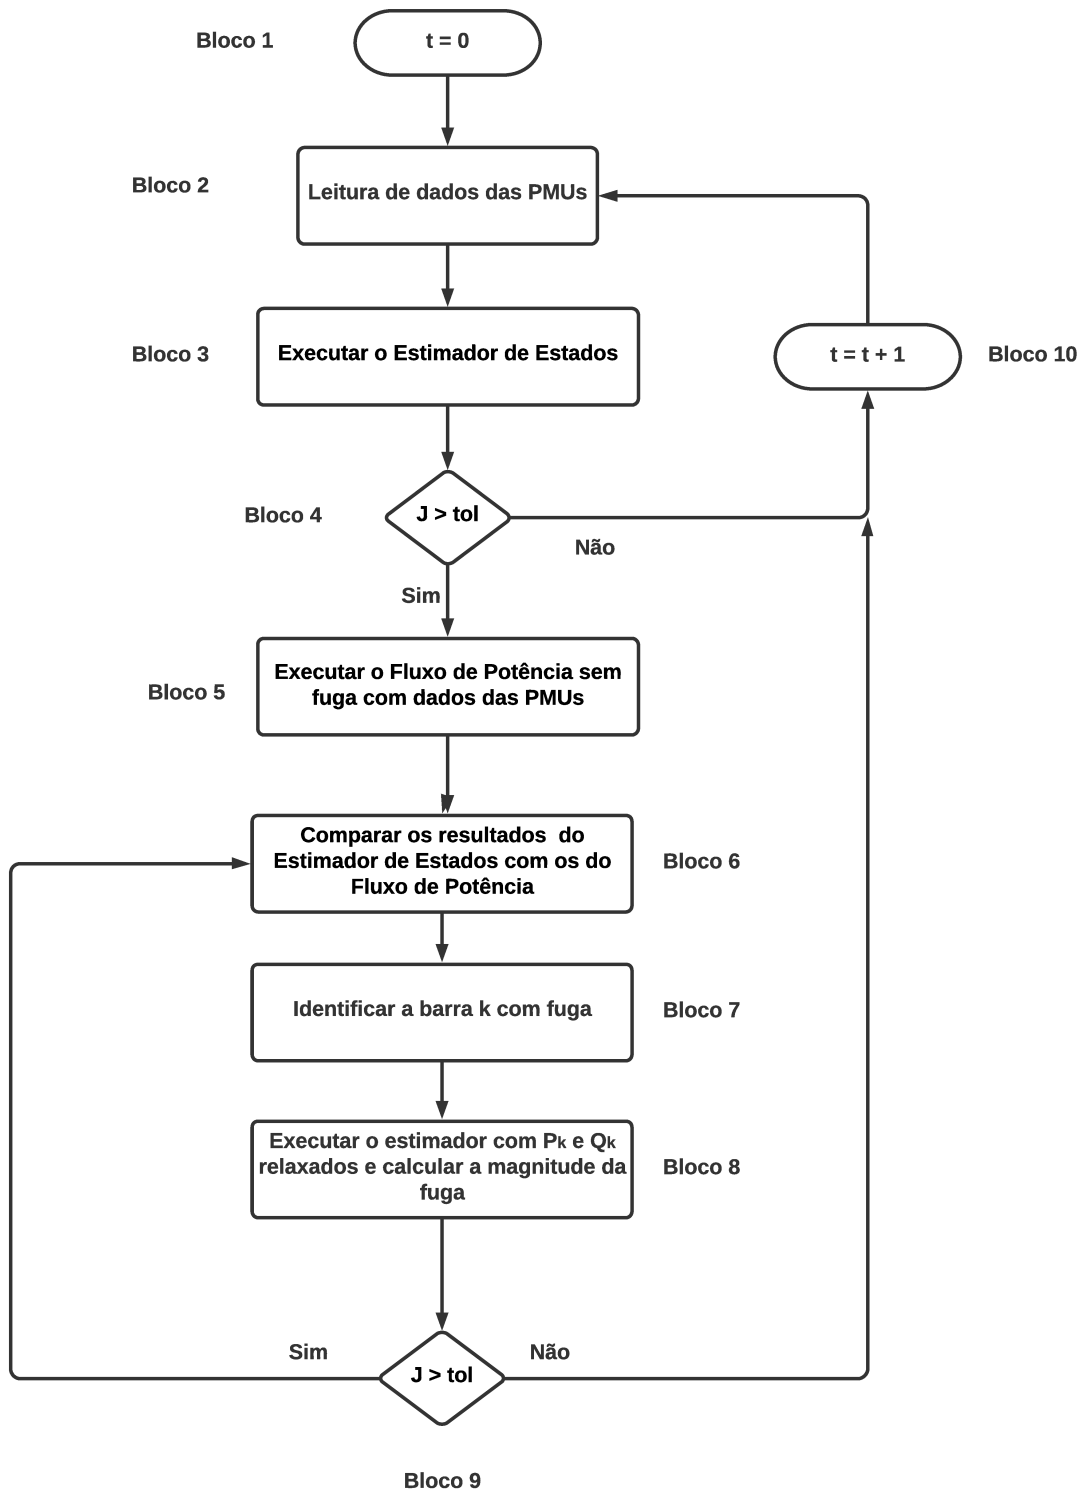 Bloco 1
t = 0
Bloco 2
Leitura de dados das PMUs
Bloco 3
Executar o Estimador de Estados
t = t + 1
Bloco 10
Bloco 4
J > tol
Não
Sim
Bloco 5
Executar o Fluxo de Potência sem
fuga com dados das PMUs
Comparar os resultados  do
Estimador de Estados com os do
Fluxo de Potência
Bloco 6
Identificar a barra k com fuga
Bloco 7
Executar o estimador com Pk e Qk
relaxados e calcular a magnitude da
fuga
Bloco 8
Sim
Não
J > tol
Bloco 9